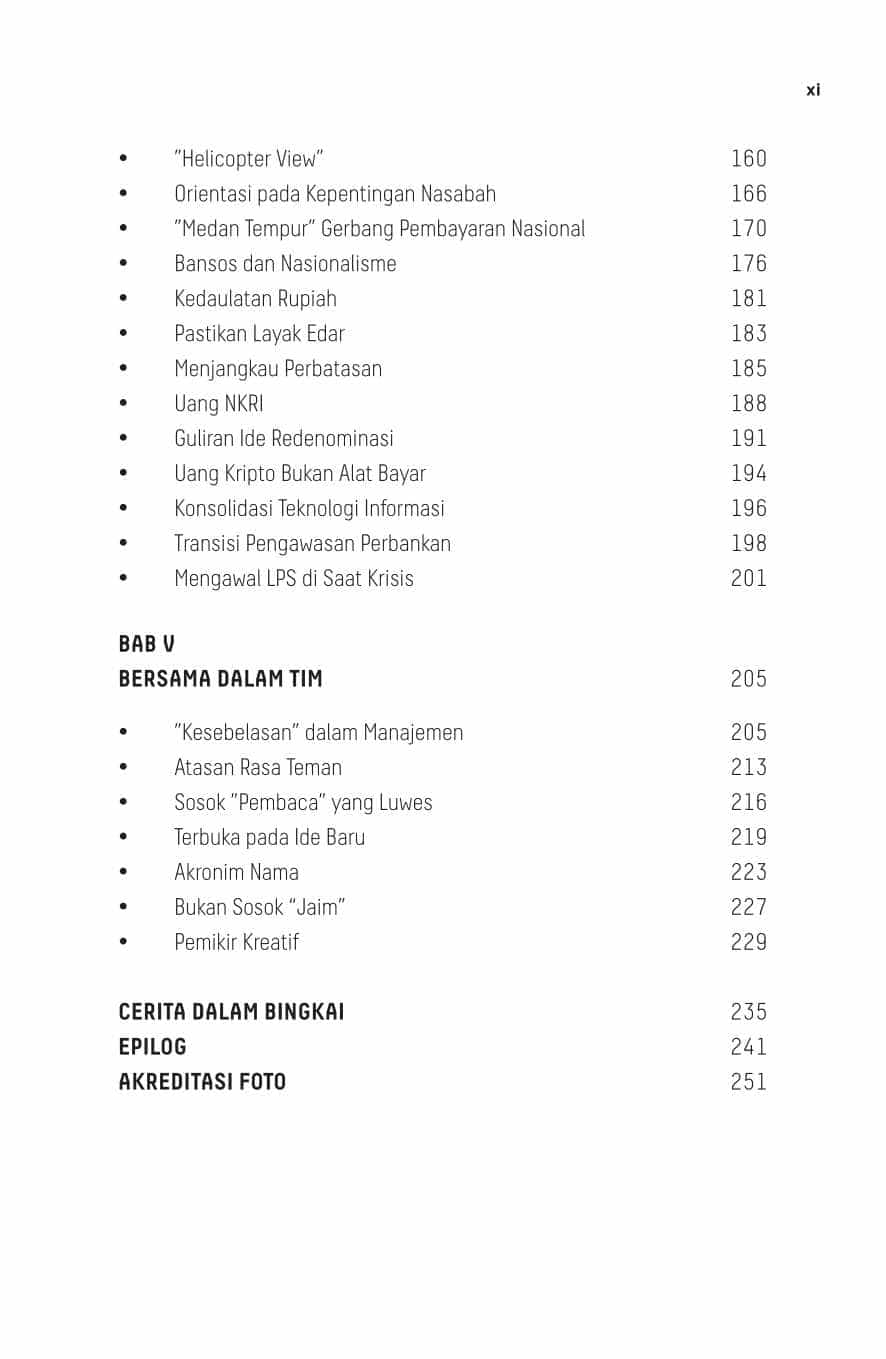 xi
• ”Helicopter View” 160
• Orientasi pada Kepentingan Nasabah 166
• ”Medan Tempur” Gerbang Pembayaran Nasional 170
• Bansos dan Nasionalisme 176
• Kedaulatan Rupiah 181
• Pastikan Layak Edar 183
• Menjangkau Perbatasan 185
• Uang NKRI 188
• Guliran Ide Redenominasi 191
• Uang Kripto Bukan Alat Bayar 194
• Konsolidasi Teknologi Informasi 196
• Transisi Pengawasan Perbankan 198
• Mengawal LPS di Saat Krisis 201
BAB V
BERSAMA DALAM TIM 205
• ”Kesebelasan” dalam Manajemen 205
• Atasan Rasa Teman 213
• Sosok ”Pembaca” yang Luwes 216
• Terbuka pada Ide Baru 219
• Akronim Nama 223
• Bukan Sosok “Jaim” 227
• Pemikir Kreatif 229
CERITA DALAM BINGKAI 235
EPILOG 241
AKREDITASI FOTO 251